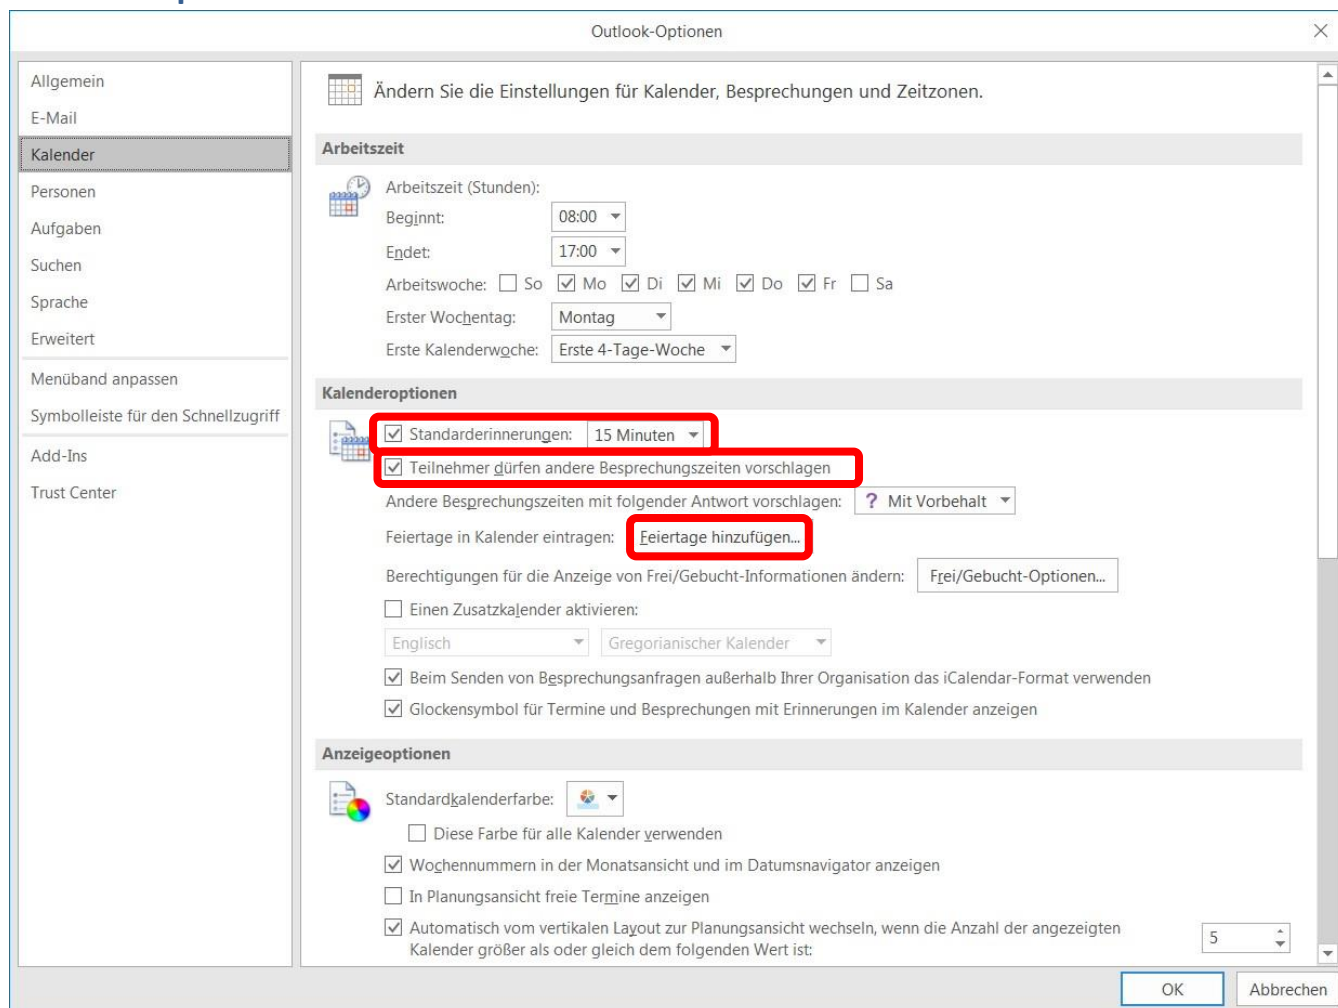 Outlook-Optionen
Allgemein
E-Mail
Kalender
Personen
Aufgaben
Suchen
Sprache
Erweitert
Menüband anpassen
Symbolleiste für den Schnellzugriff
Add-Ins
Trust Center
Ändern Sie die Einstellungen für Kalender, Besprechungen und Zeitzonen.
Arbeitszeit
Arbeitszeit (Stunden):
Beginnt: 08:00
Endet: 17:00
Arbeitswoche: So Mo Di Mi Do Fr Sa
Erster Wochentag: Montag
Erste Kalenderwoche: Erste 4-Tage-Woche
Kalenderoptionen
Standarderinnerungen: 15 Minuten
Teilnehmer dürfen andere Besprechungszeiten vorschlagen
Andere Besprechungszeiten mit folgender Antwort vorschlagen: ? Mit Vorbehalt
Feiertage in Kalender eintragen: Feiertage hinzufügen...
Berechtigungen für die Anzeige von Frei/Gebucht-Informationen ändern: Frei/Gebucht-Optionen...
Einen Zusatzkalender aktivieren:
Englisch Gregorianischer Kalender
Beim Senden von Besprechungsanfragen außerhalb Ihrer Organisation das iCalendar-Format verwenden
Glockensymbol für Termine und Besprechungen mit Erinnerungen im Kalender anzeigen
Anzeigeoptionen
Standardkalenderfarbe:
Diese Farbe für alle Kalender verwenden
Wochennummern in der Monatsansicht und im Datumsnavigator anzeigen
In Planungsansicht freie Termine anzeigen
Automatisch vom vertikalen Layout zur Planungsansicht wechseln, wenn die Anzahl der angezeigten
Kalender größer als oder gleich dem folgenden Wert ist: 5
OK Abbrechen